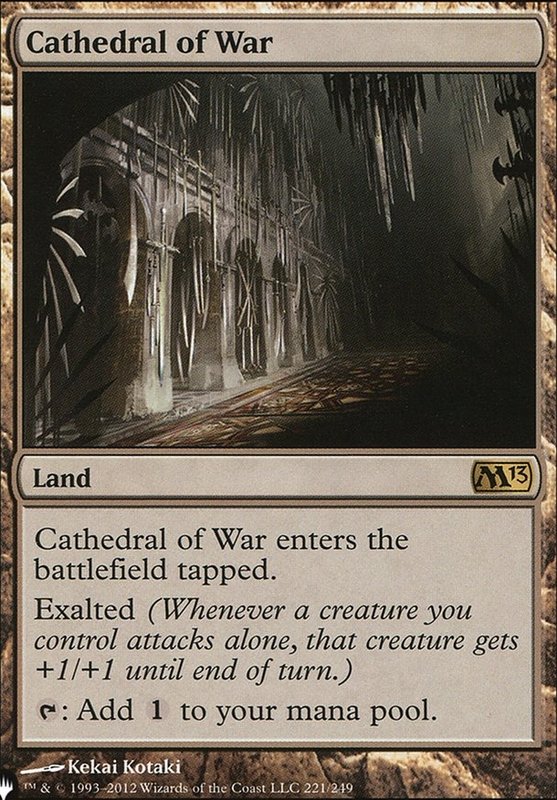 Cathedral of War
Land
M13
Cathedral of War enters the
battlefield tapped.
Exalted (Whenever a creature you
control attacks alone, that creature gets
+1/+1 until end of turn.)
: Add 1 to your mana pool.
Kekai Kotaki
™ & © 1993–2012 Wizards of the Coast LLC 221/249